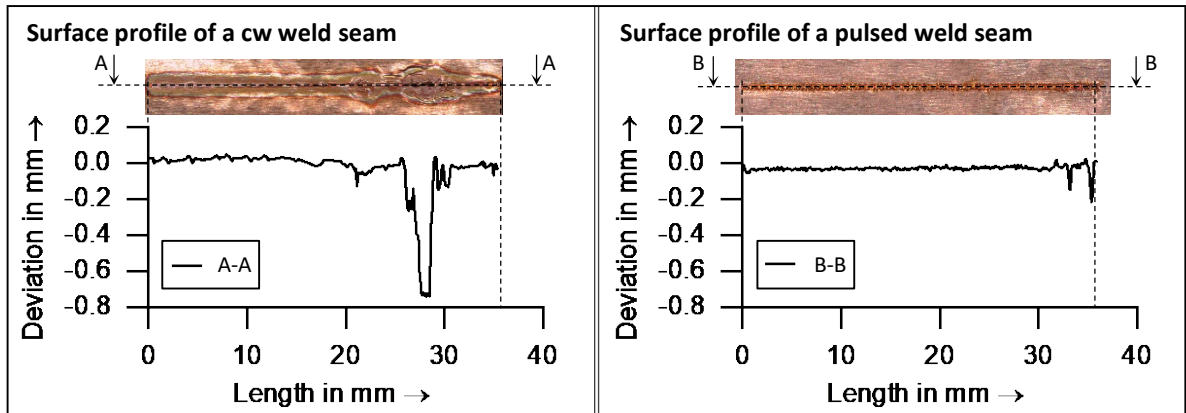 Surface profile of a cw weld seam
A A
0.2
0.0
-0.2
-0.4
-0.6
-0.8
Deviation in mm →
A-A
0 10 20 30 40
Length in mm →
Surface profile of a pulsed weld seam
B B
0.2
0.0
-0.2
-0.4
-0.6
-0.8
Deviation in mm →
B-B
0 10 20 30 40
Length in mm →